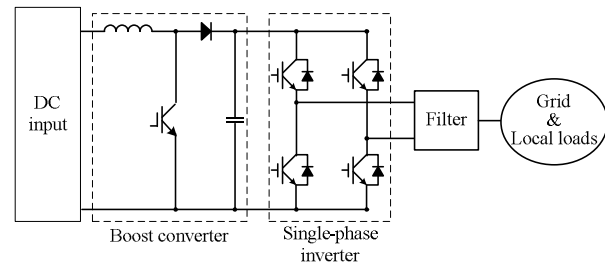 DC
input
Boost converter
Single-phase
inverter
Filter
Grid
&
Local loads